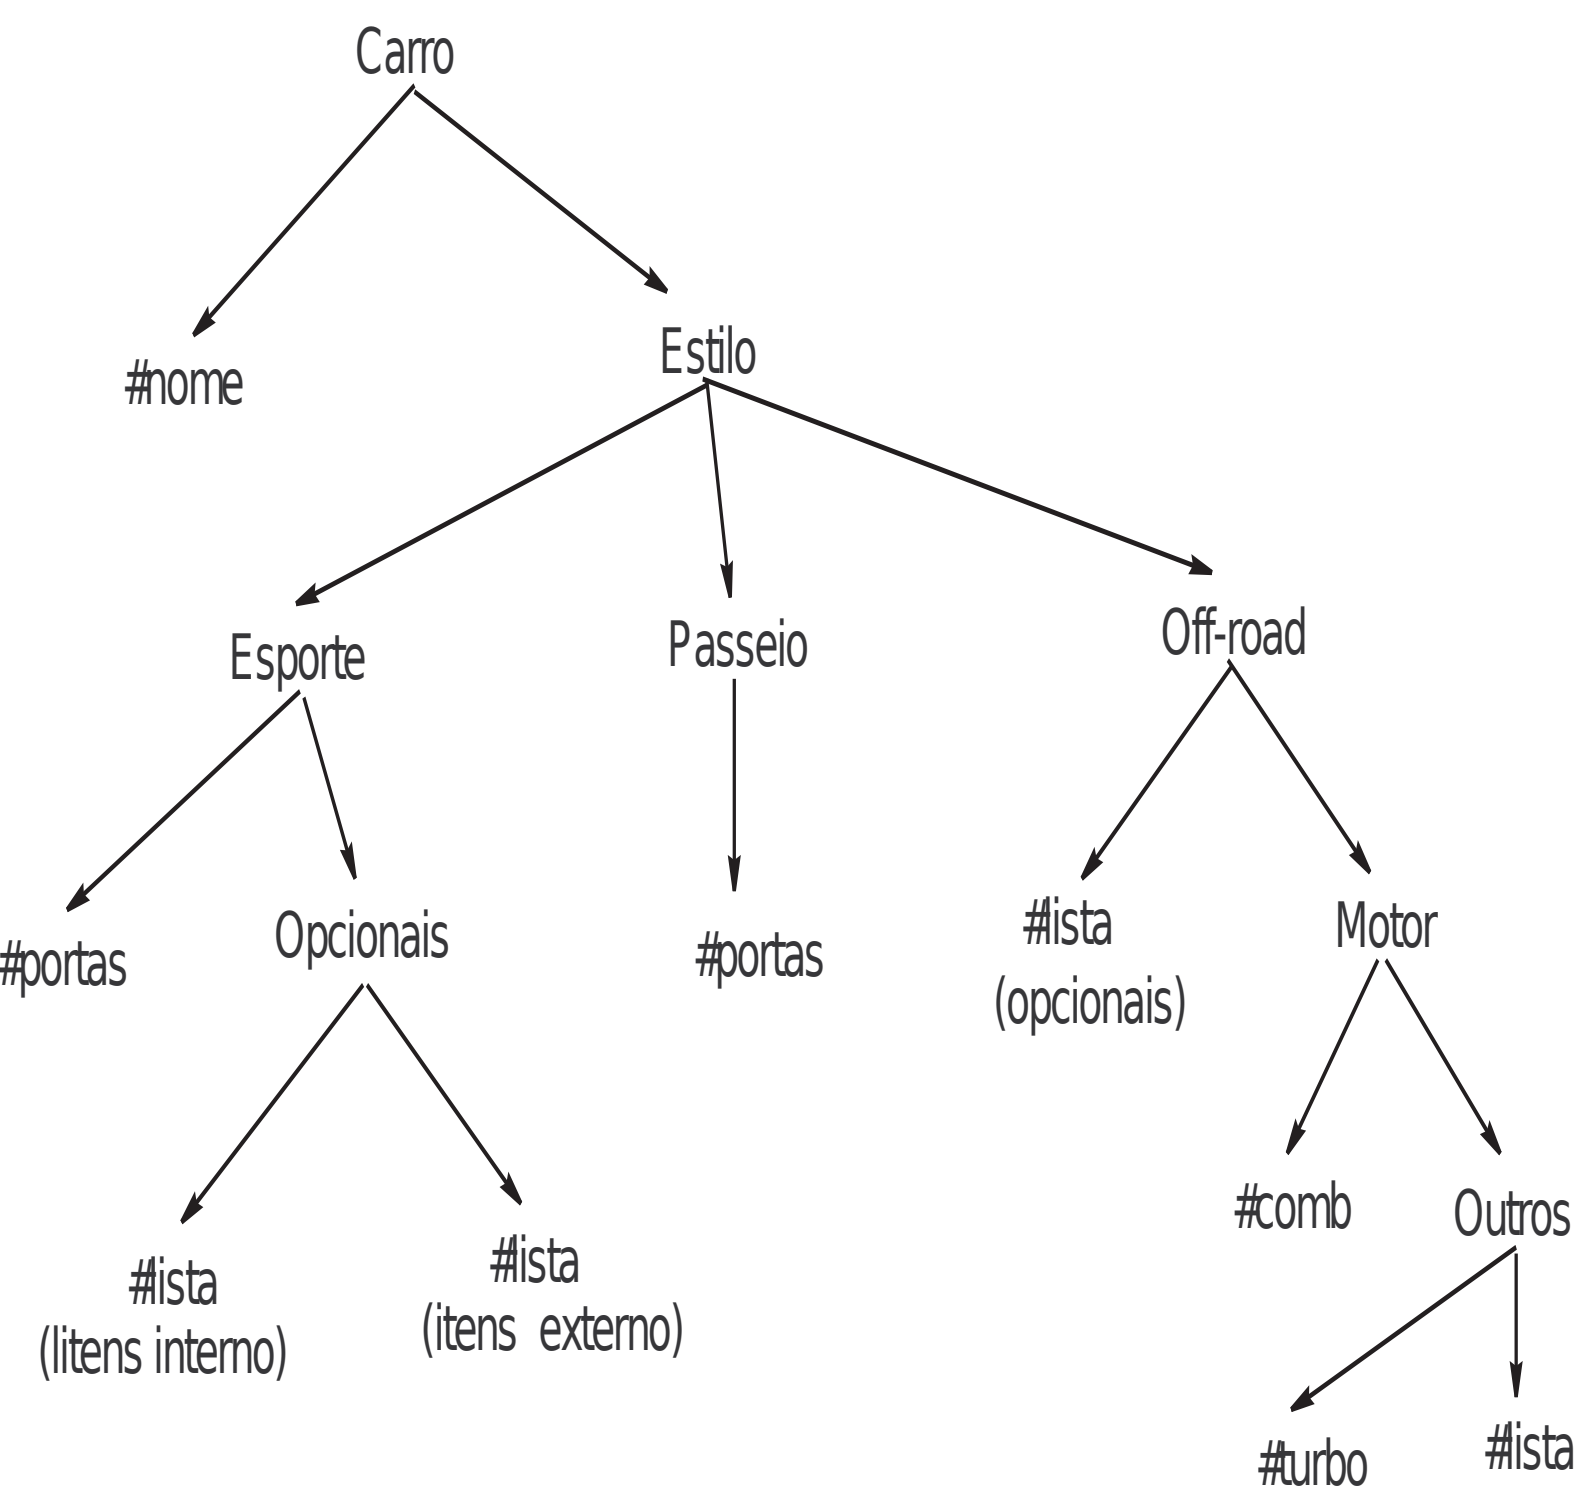 Carro
#nome
Estilo
Esporte
Passeio
Off-road
#portas
Opcionais
#portas
#lista
(opcionais)
Motor
#lista
(litens interno)
#lista
(itens externo)
#comb
Outros
#turbo
#lista